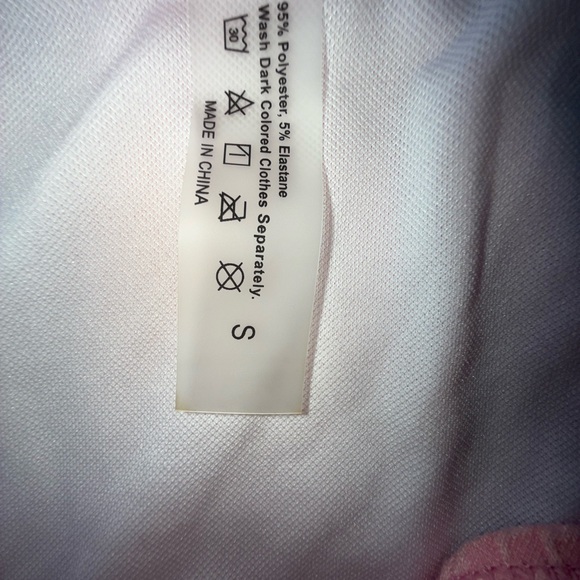 95% Polyester, 5% Elastane
Wash Dark Colored Clothes Separately.
30
S
MADE IN CHINA